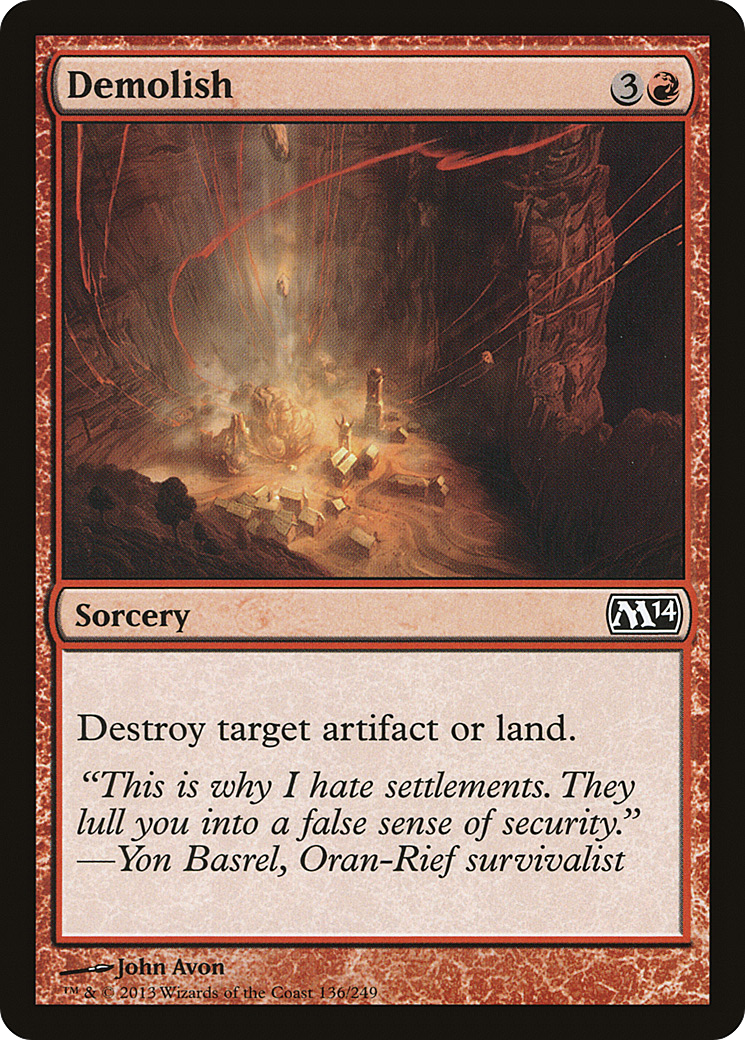 Demolish 3
Sorcery M14
Destroy target artifact or land.
“This is why I hate settlements. They
lull you into a false sense of security.”
—Yon Basrel, Oran-Rief survivalist
John Avon
™ & © 2013 Wizards of the Coast 136/249